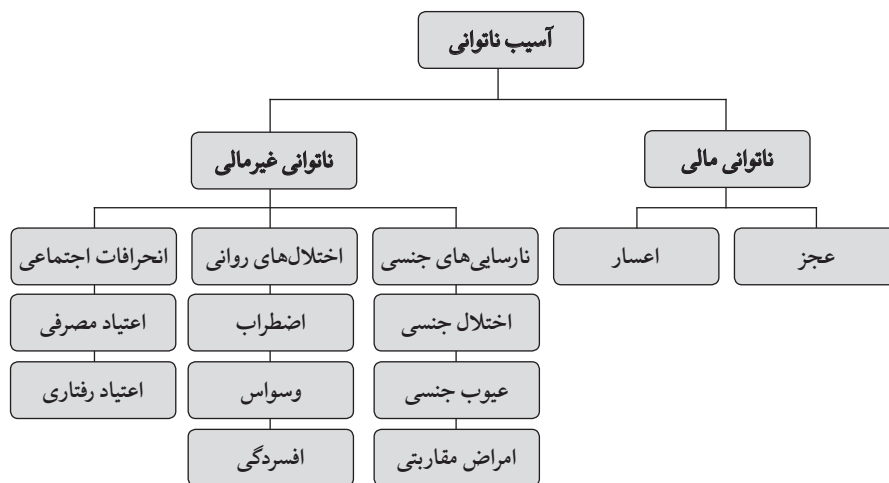 آسیب ناتوانی
ناتوانی مالی
ناتوانی غیرمالی
عجز
اعسار
نارسایی‌های جنسی
اختلال‌های روانی
انحرافات اجتماعی
اختلال جنسی
اضطراب
اعتیاد مصرفی
عیوب جنسی
وسواس
اعتیاد رفتاری
امراض مقاربتی
افسردگی